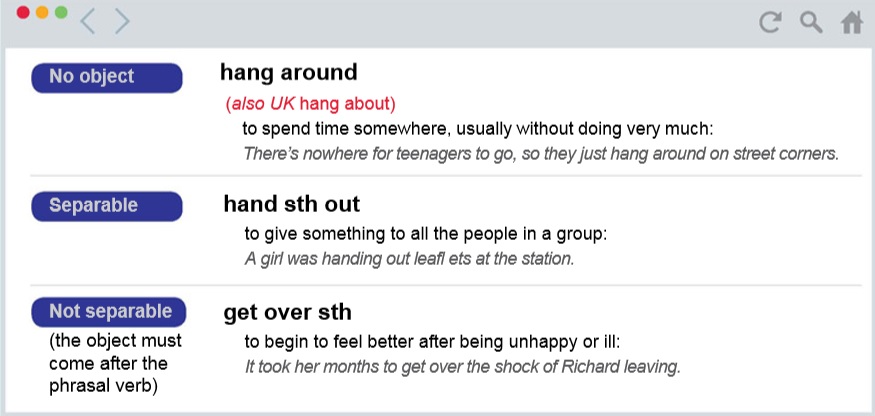 No object
hang around
(also UK hang about)
to spend time somewhere, usually without doing very much:
There's nowhere for teenagers to go, so they just hang around on street corners.
Separable
hand sth out
to give something to all the people in a group:
A girl was handing out leafl ets at the station.
Not separable
(the object must
come after the
phrasal verb)
get over sth
to begin to feel better after being unhappy or ill:
It took her months to get over the shock of Richard leaving.